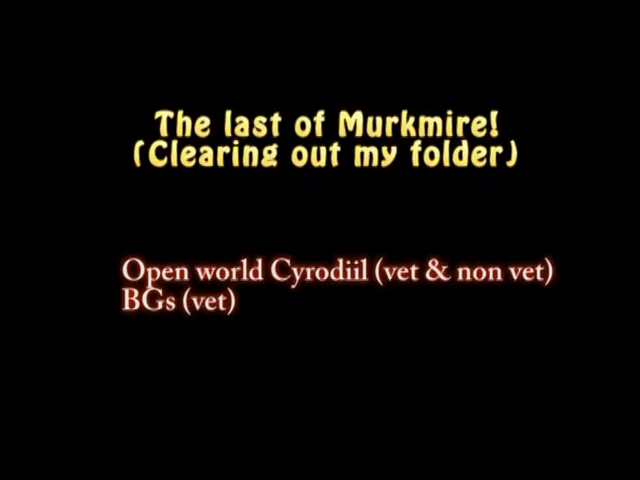 The last of Murkmire!
(Clearing out my folder)
Open world Cyrodiil (vet & non vet)
BGs (vet)